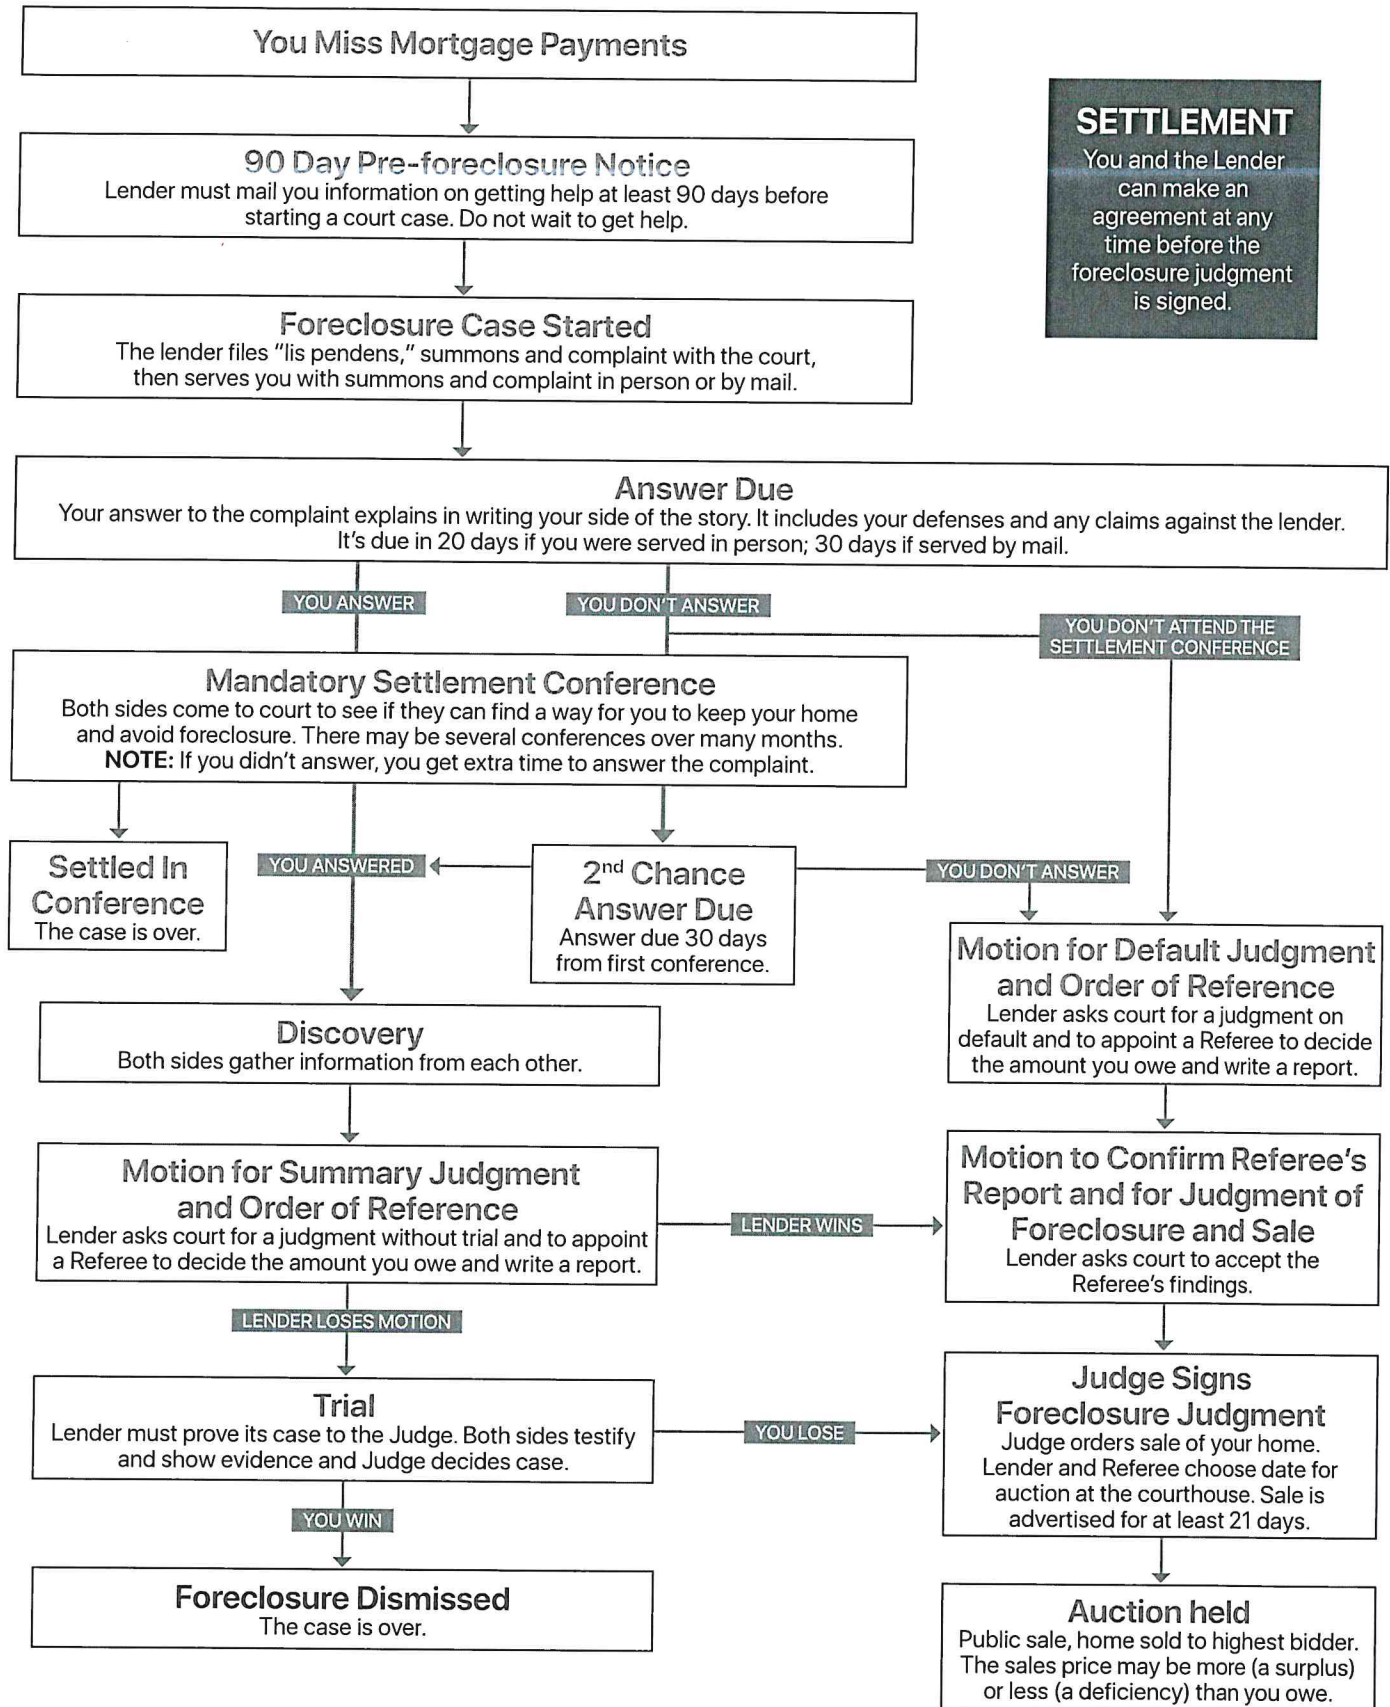 You Miss Mortgage Payments
SETTLEMENT
You and the Lender
can make an
agreement at any
time before the
foreclosure judgment
is signed.
90 Day Pre-foreclosure Notice
Lender must mail you information on getting help at least 90 days before
starting a court case. Do not wait to get help.
Foreclosure Case Started
The lender files "lis pendens," summons and complaint with the court,
then serves you with summons and complaint in person or by mail.
Answer Due
Your answer to the complaint explains in writing your side of the story. It includes your defenses and any claims against the lender.
It's due in 20 days if you were served in person; 30 days if served by mail.
YOU ANSWER
YOU DON'T ANSWER
YOU DON'T ATTEND THE
SETTLEMENT CONFERENCE
Mandatory Settlement Conference
Both sides come to court to see if they can find a way for you to keep your home
and avoid foreclosure. There may be several conferences over many months.
NOTE: If you didn't answer, you get extra time to answer the complaint.
Settled In
Conference
The case is over.
YOU ANSWERED
2nd Chance
Answer Due
Answer due 30 days
from first conference.
YOU DON'T ANSWER
Motion for Default Judgment
and Order of Reference
Lender asks court for a judgment on
default and to appoint a Referee to decide
the amount you owe and write a report.
Discovery
Both sides gather information from each other.
Motion for Summary Judgment
and Order of Reference
Lender asks court for a judgment without trial and to appoint
a Referee to decide the amount you owe and write a report.
LENDER WINS
Motion to Confirm Referee's
Report and for Judgment of
Foreclosure and Sale
Lender asks court to accept the
Referee's findings.
LENDER LOSES MOTION
Trial
Lender must prove its case to the Judge. Both sides testify
and show evidence and Judge decides case.
YOU LOSE
Judge Signs
Foreclosure Judgment
Judge orders sale of your home.
Lender and Referee choose date for
auction at the courthouse. Sale is
advertised for at least 21 days.
YOU WIN
Foreclosure Dismissed
The case is over.
Auction held
Public sale, home sold to highest bidder.
The sales price may be more (a surplus)
or less (a deficiency) than you owe.